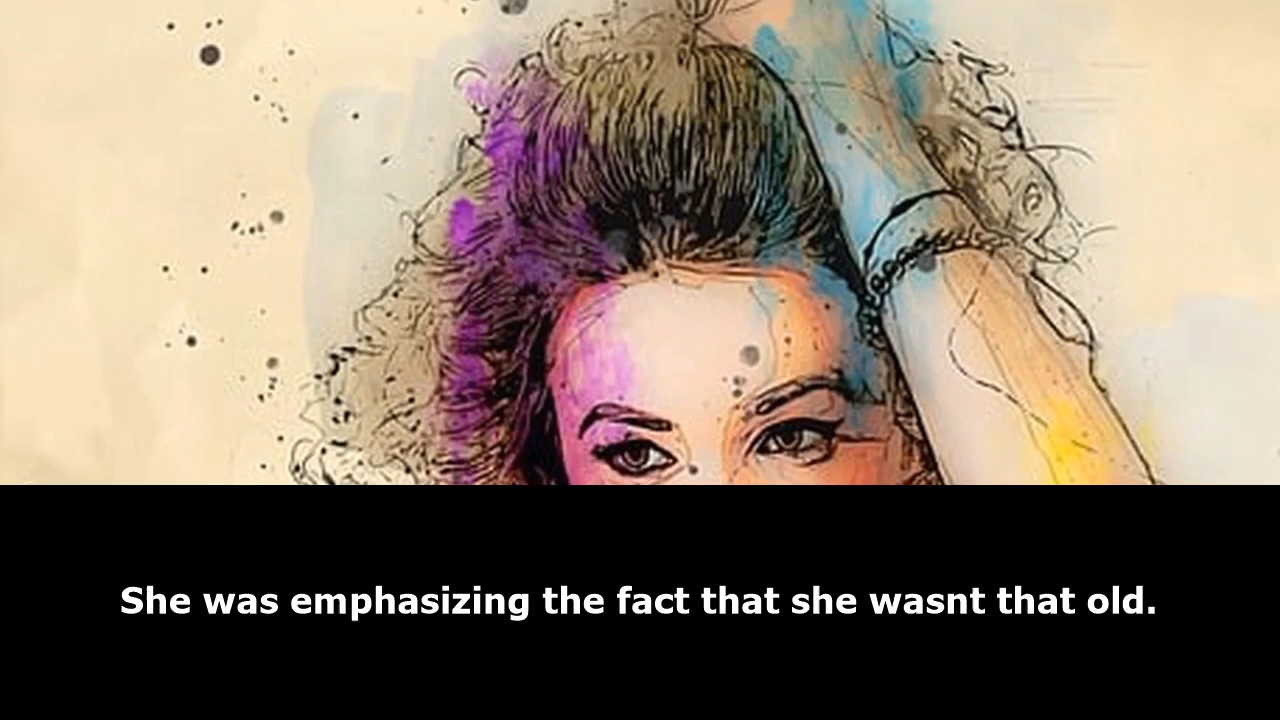 She was emphasizing the fact that she wasnt that old.